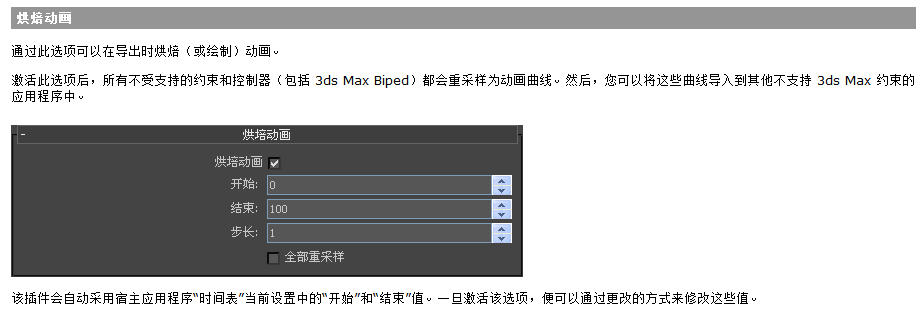 烘焙动画
通过此选项可以在导出时烘焙（或绘制）动画。
激活此选项后，所有不受支持的约束和控制器（包括 3ds Max Biped）都会重采样为动画曲线。然后，您可以将这些曲线导入到其他不支持 3ds Max 约束的
应用程序中。
- 烘焙动画
烘焙动画
开始: 0
结束: 100
步长: 1
全部重采样
该插件会自动采用宿主应用程序“时间表”当前设置中的“开始”和“结束”值。一旦激活该选项，便可以通过更改的方式来修改这些值。